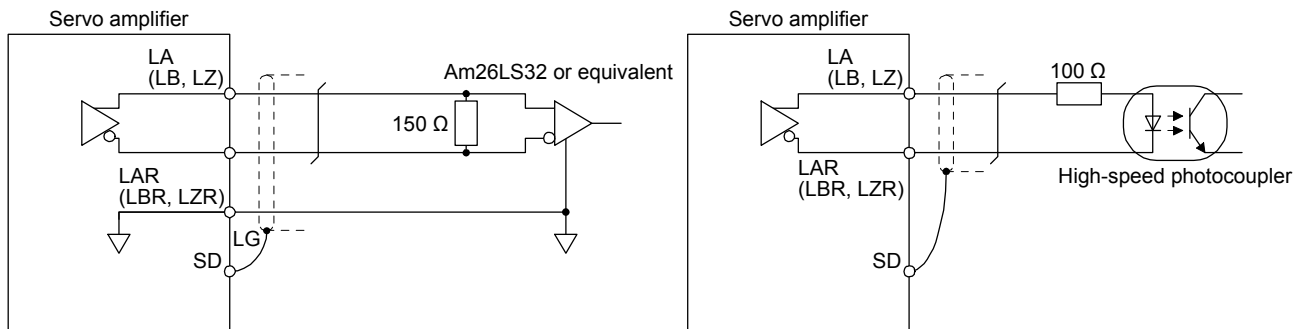 Servo amplifier
LA
(LB, LZ)
Am26LS32 or equivalent
150 Ω
LAR
(LBR, LZR)
LG
SD
Servo amplifier
LA
(LB, LZ)
100 Ω
LAR
(LBR, LZR)
High-speed photocoupler
SD